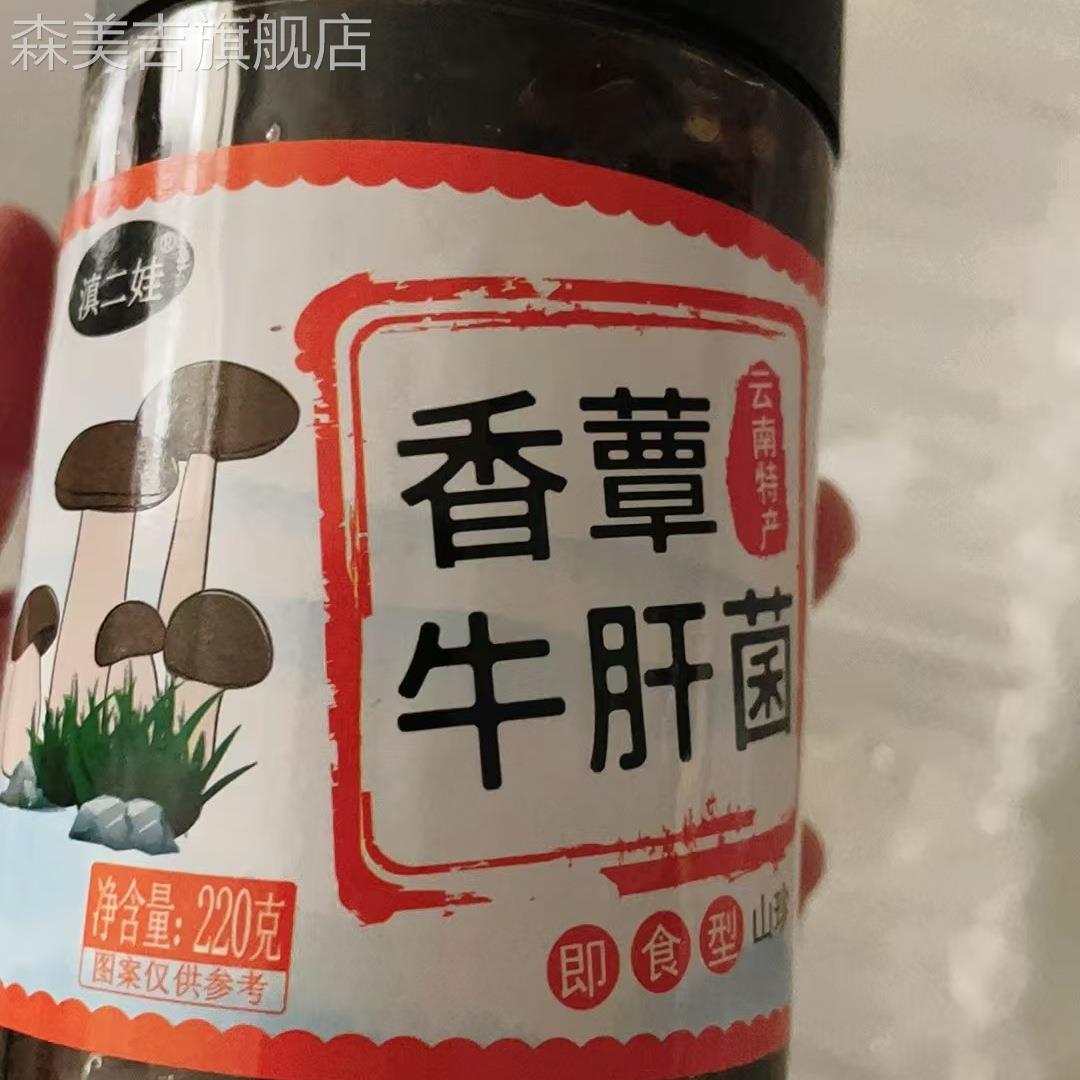 森美吉旗舰店
滇二娃®
云南特产
香蕈
牛肝菌
净含量:220克
图案仅供参考
即食型山珍